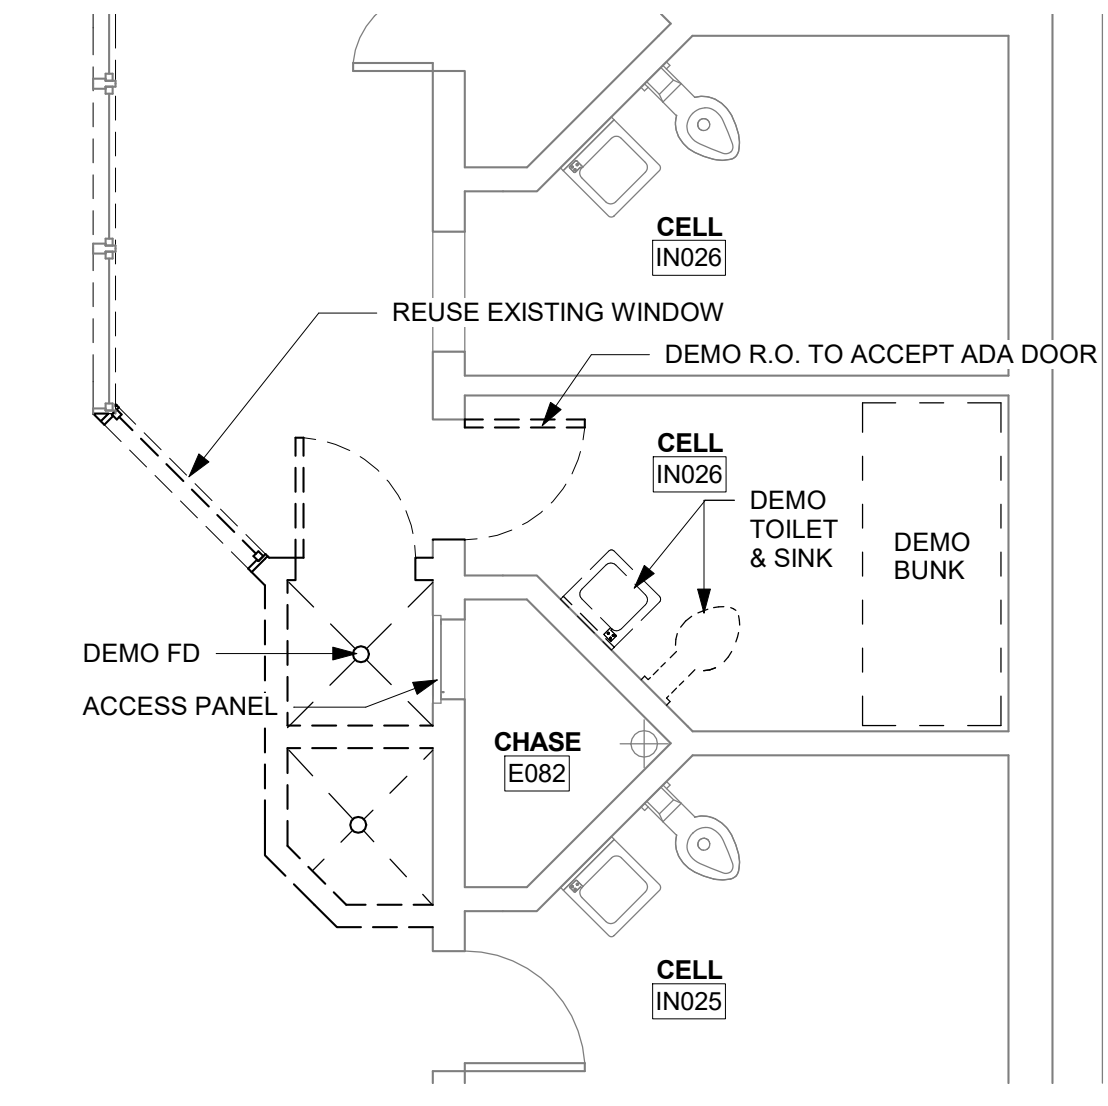 CELL
IN026
REUSE EXISTING WINDOW
DEMO R.O. TO ACCEPT ADA DOOR
CELL
IN026
DEMO
TOILET
& SINK
DEMO
BUNK
DEMO FD
ACCESS PANEL
CHASE
E082
CELL
IN025